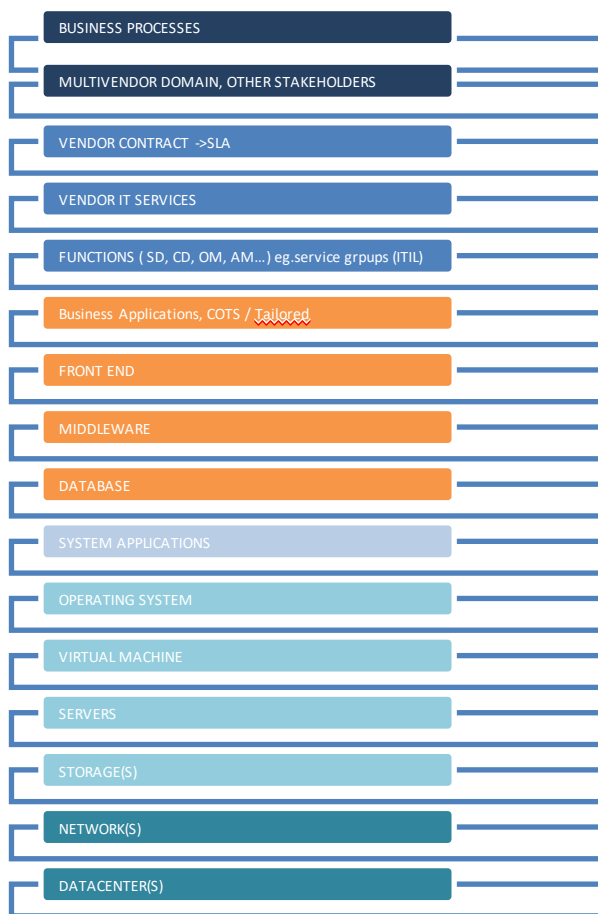 BUSINESS PROCESSES
MULTIVENDOR DOMAIN, OTHER STAKEHOLDERS
VENDOR CONTRACT ->SLA
VENDOR IT SERVICES
FUNCTIONS ( SD, CD, OM, AM...) eg.service grpups (ITIL)
Business Applications, COTS / Tailored
FRONT END
MIDDLEWARE
DATABASE
SYSTEM APPLICATIONS
OPERATING SYSTEM
VIRTUAL MACHINE
SERVERS
STORAGE(S)
NETWORK(S)
DATACENTER(S)